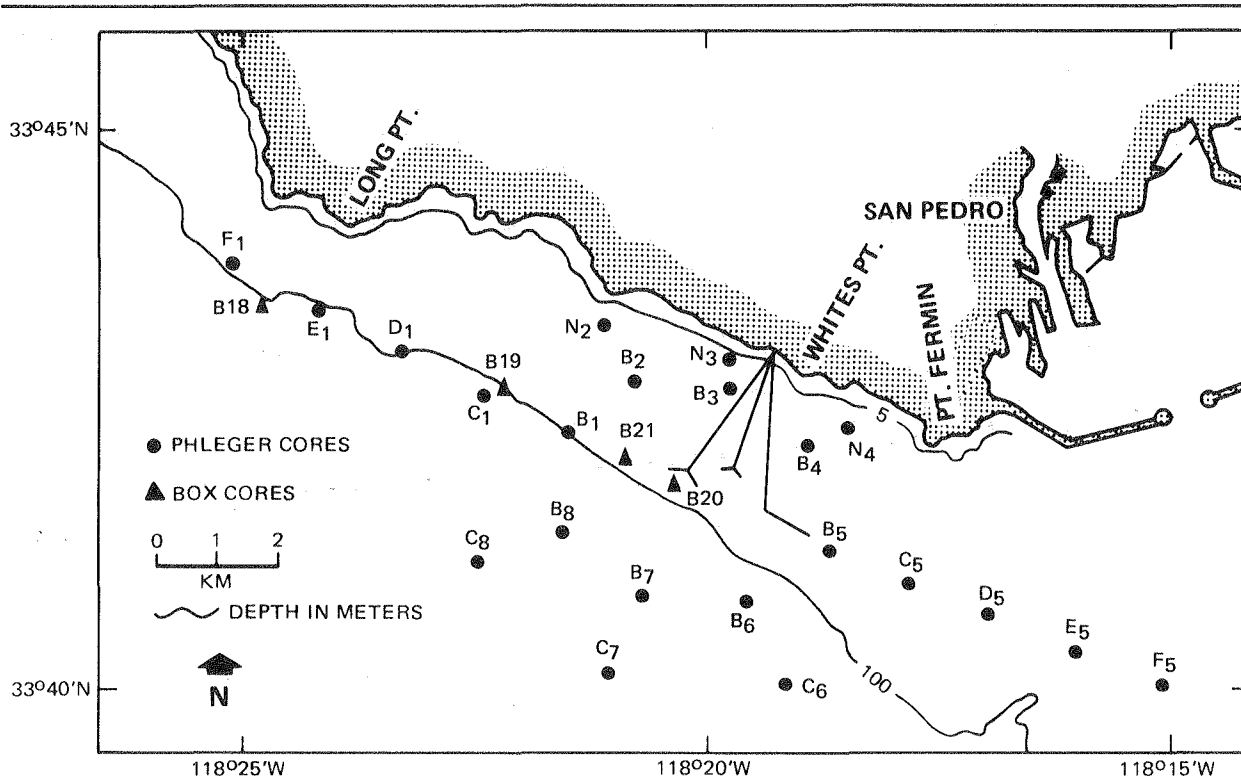 33°45'N
LONG PT.
SAN PEDRO
WHITES PT.
PT. FERMIN
F1
B18
E1
D1
N2
B19
B2
N3
C1
B3
5
B1
B21
B4
N4
PHLEGER CORES
BOX CORES
B20
B8
B5
0 1 2
KM
C8
C5
DEPTH IN METERS
B7
B6
D5
E5
C7
100
F5
N
33°40'N
C6
118°25'W
118°20'W
118°15'W